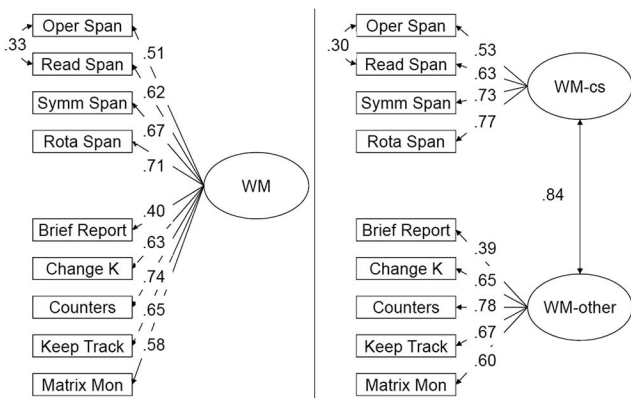 Oper Span
.33
Read Span
Symm Span
Rota Span
.51
.62
.67
.71
WM
Brief Report
Change K
Counters
Keep Track
Matrix Mon
.40
.63
.74
.65
.58
Oper Span
.30
Read Span
Symm Span
Rota Span
.53
.63
.73
.77
WM-cs
.84
Brief Report
Change K
Counters
Keep Track
Matrix Mon
.39
.65
.78
.67
.60
WM-other